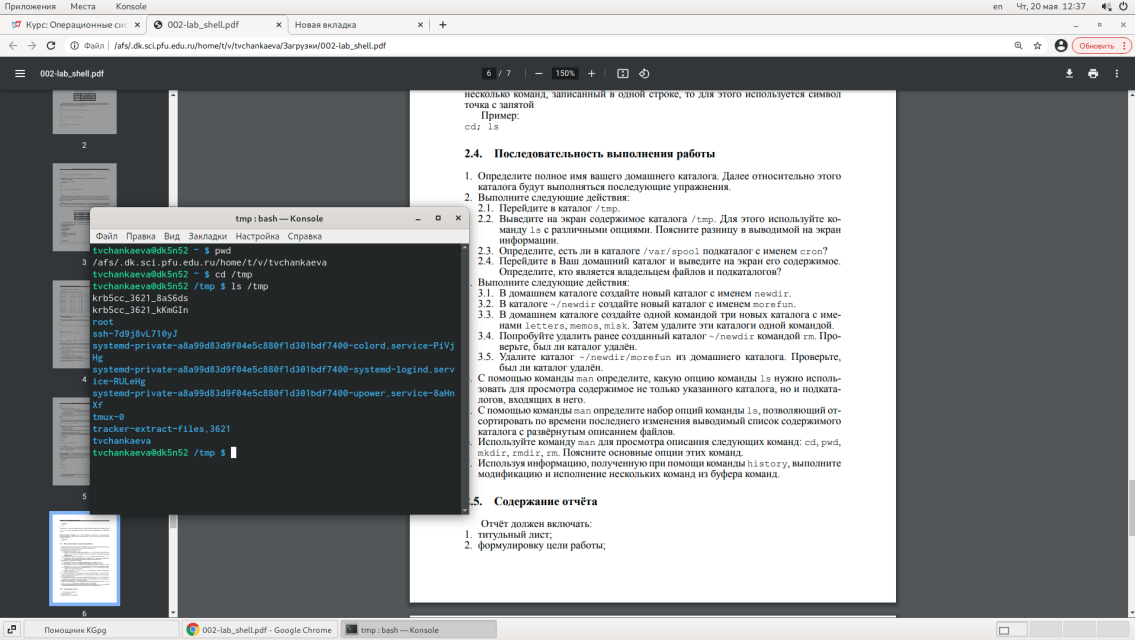 Приложения Места Konsole en Чт, 20 мая 12:37
Курс: Операционные сис 002-lab_shell.pdf Новая вкладка
Файл /afs/.dk.sci.pfu.edu.ru/home/t/v/tvchankaeva/Загрузки/002-lab_shell.pdf Обновить
002-lab_shell.pdf 6 / 7 150%
несколько команд, записанный в одной строке, то для этого используется символ
точка с запятой
Пример:
cd; ls
2.4. Последовательность выполнения работы
1. Определите полное имя вашего домашнего каталога. Далее относительно этого
каталога будут выполняться последующие упражнения.
2. Выполните следующие действия:
2.1. Перейдите в каталог /tmp.
2.2. Выведите на экран содержимое каталога /tmp. Для этого используйте ко-
манду ls с различными опциями. Поясните разницу в выводимой на экран
информации.
2.3. Определите, есть ли в каталоге /var/spool подкаталог с именем cron?
2.4. Перейдите в Ваш домашний каталог и выведите на экран его содержимое.
Определите, кто является владельцем файлов и подкаталогов?
. Выполните следующие действия:
3.1. В домашнем каталоге создайте новый каталог с именем newdir.
3.2. В каталоге ~/newdir создайте новый каталог с именем morefun.
3.3. В домашнем каталоге создайте одной командой три новых каталога с име-
нами letters, memos, misk. Затем удалите эти каталоги одной командой.
3.4. Попробуйте удалить ранее созданный каталог ~/newdir командой rm. Про-
верьте, был ли каталог удалён.
3.5. Удалите каталог ~/newdir/morefun из домашнего каталога. Проверьте,
был ли каталог удалён.
. С помощью команды man определите, какую опцию команды ls нужно исполь-
зовать для просмотра содержимое не только указанного каталога, но и подката-
логов, входящих в него.
. С помощью команды man определите набор опций команды ls, позволяющий от-
сортировать по времени последнего изменения выводимый список содержимого
каталога с развёрнутым описанием файлов.
. Используйте команду man для просмотра описания следующих команд: cd, pwd,
mkdir, rmdir, rm. Поясните основные опции этих команд.
. Используя информацию, полученную при помощи команды history, выполните
модификацию и исполнение нескольких команд из буфера команд.
2.5. Содержание отчёта
Отчёт должен включать:
1. титульный лист;
2. формулировку цели работы;
2
3
4
5
6
tmp : bash — Konsole
Файл Правка Вид Закладки Настройка Справка
tvchankaeva@dk5n52 ~ $ pwd
/afs/.dk.sci.pfu.edu.ru/home/t/v/tvchankaeva
tvchankaeva@dk5n52 ~ $ cd /tmp
tvchankaeva@dk5n52 /tmp $ ls /tmp
krb5cc_3621_8aS6ds
krb5cc_3621_kKmGIn
root
ssh-7d9j8vL710yJ
systemd-private-a8a99d83d9f04e5c880f1d301bdf7400-colord.service-PiVj
Hg
systemd-private-a8a99d83d9f04e5c880f1d301bdf7400-systemd-logind.serv
ice-RULeHg
systemd-private-a8a99d83d9f04e5c880f1d301bdf7400-upower.service-8aHn
Xf
tmux-0
tracker-extract-files.3621
tvchankaeva
tvchankaeva@dk5n52 /tmp $
Помощник KGpg 002-lab_shell.pdf - Google Chrome tmp : bash — Konsole